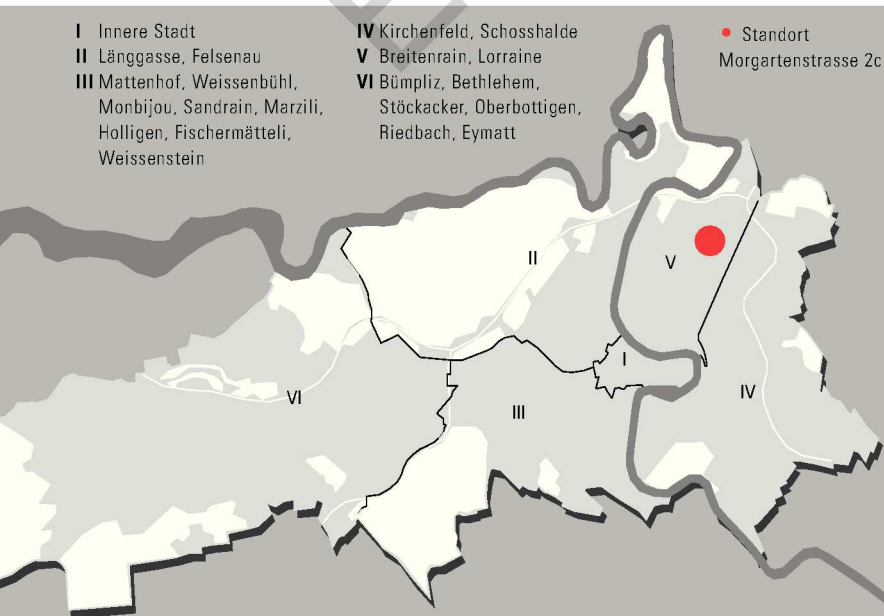 I Innere Stadt
II Länggasse, Felsenau
III Mattenhof, Weissenbühl,
Monbijou, Sandrain, Marzili,
Holligen, Fischermätteli,
Weissenstein
IV Kirchenfeld, Schosshalde
V Breitenrain, Lorraine
VI Bümpliz, Bethlehem,
Stöckacker, Oberbottigen,
Riedbach, Eymatt
Standort
Morgartenstrasse 2c
II
V
I
VI
IV
III